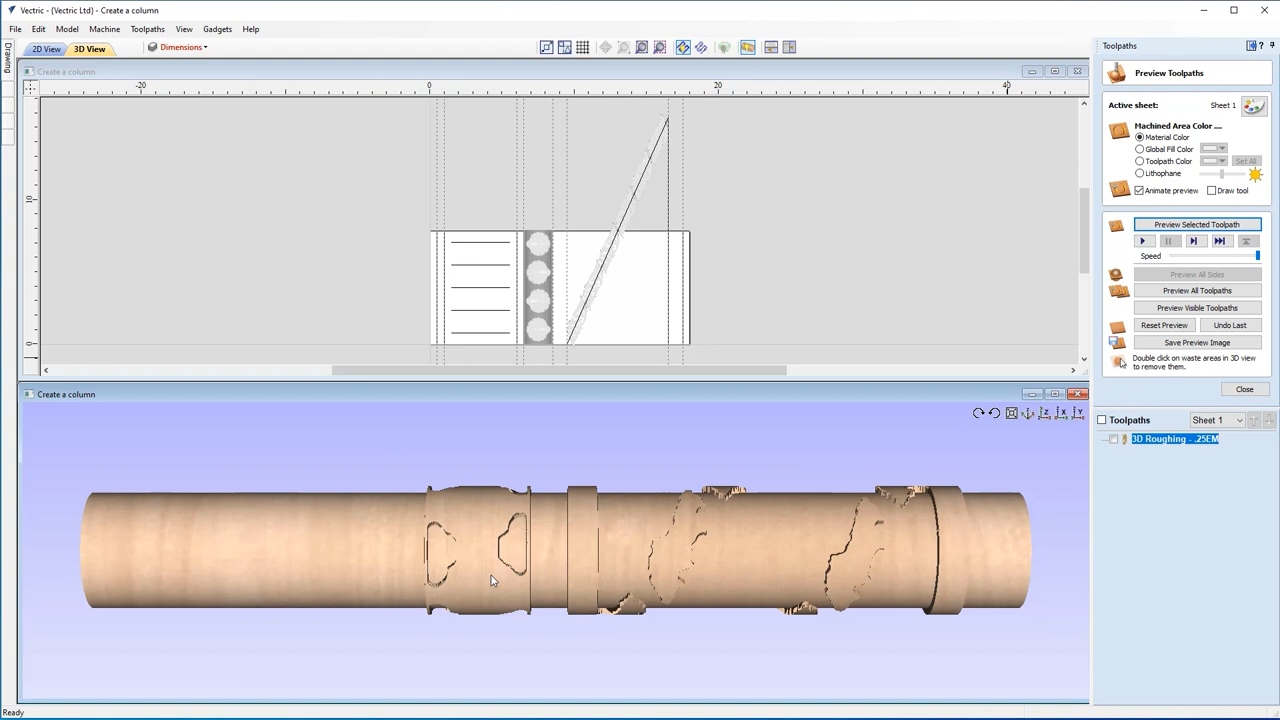 Vectric - {Vectric Ltd} - Create a column
File Edit Model Machine Toolpaths View Gadgets Help
2D View 3D View Dimensions
Drawing
Create a column
-20 0 20 40
10
0
Create a column
Toolpaths
Preview Toolpaths
Active sheet: Sheet 1
Machined Area Color ....
Material Color
Global Fill Color
Toolpath Color Set All
Lithophane
Animate preview Draw tool
Preview Selected Toolpath
Speed
Preview All Sides
Preview All Toolpaths
Preview Visible Toolpaths
Reset Preview Undo Last
Save Preview Image
Double click on waste areas in 3D view
to remove them.
Close
Toolpaths Sheet 1
3D Roughing - .25EM
Ready